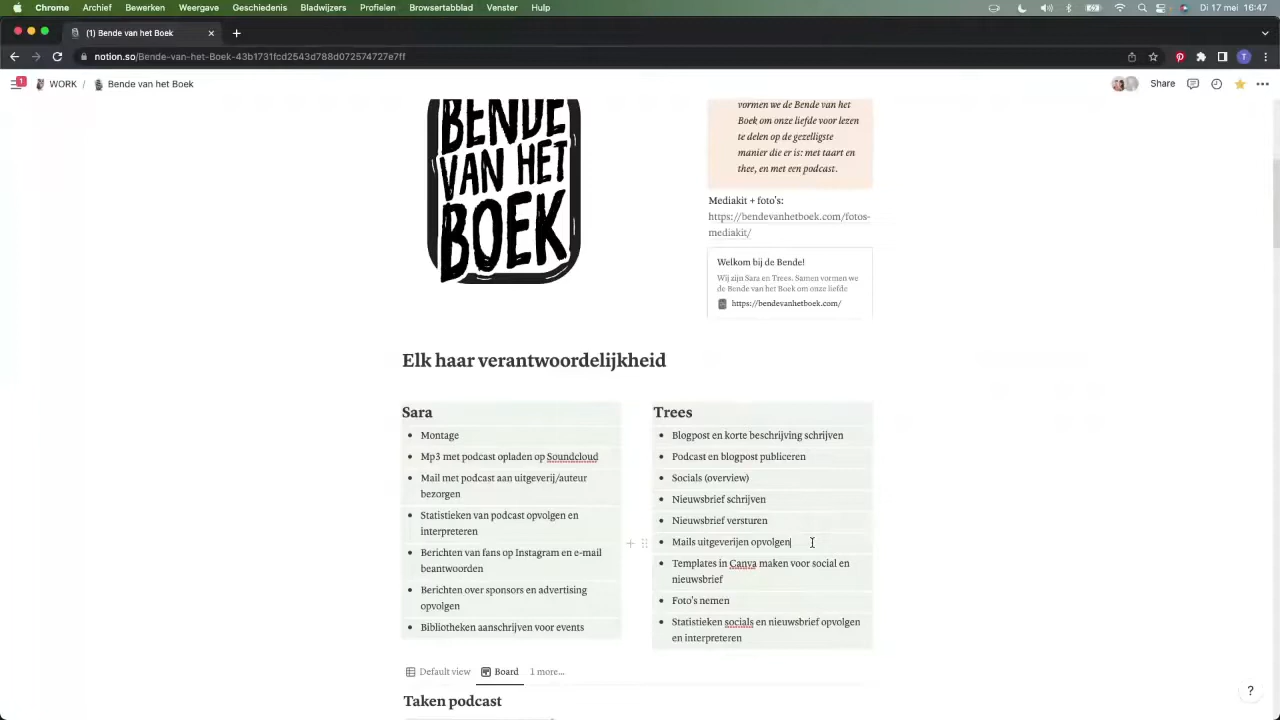 Chrome Archief Bewerk Weergave Geschiedenis Bladwijzers Profielen Browsertabblad Venster Hulp
Di 17 mei 16:47
(1) Bende van het Boek
notion.so/Bende-van-het-Boek-43b1731fcd2543d788d072574727e7ff
T
1
WORK / Bende van het Boek
Share
BENDE
VAN HET
BOEK
vormen we de Bende van het
Boek om onze liefde voor lezen
te delen op de gezelligste
manier die er is: met taart en
thee, en met een podcast.
Mediakit + foto's:
https://bendevanhetboek.com/fotos-
mediakit/
Welkom bij de Bende!
Wij zijn Sara en Trees. Samen vormen we
de Bende van het Boek om onze liefde
https://bendevanhetboek.com/
Elk haar verantwoordelijkheid
Sara
Montage
Mp3 met podcast opladen op Soundcloud
Mail met podcast aan uitgeverij/auteur
bezorgen
Statistieken van podcast opvolgen en
interpreteren
Berichten van fans op Instagram en e-mail
beantwoorden
Berichten over sponsors en advertising
opvolgen
Bibliotheken aanschrijven voor events
Trees
Blogpost en korte beschrijving schrijven
Podcast en blogpost publiceren
Socials (overview)
Nieuwsbrief schrijven
Nieuwsbrief versturen
Mails uitgeverijen opvolgen
Templates in Canva maken voor social en
nieuwsbrief
Foto's nemen
Statistieken socials en nieuwsbrief opvolgen
en interpreteren
Default view Board 1 more...
Taken podcast
?